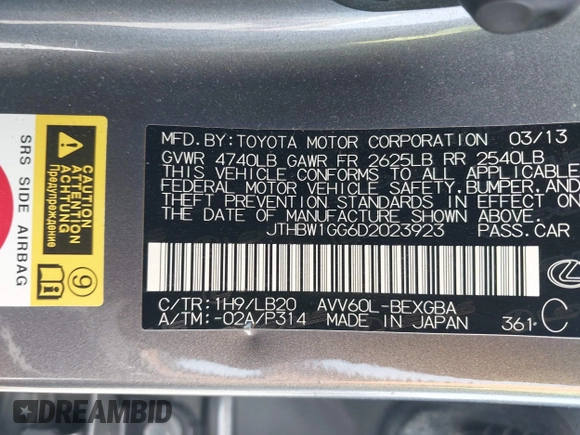 SRS SIDE AIRBAG
ATTENTION
ACHTUNG
Предупреждение
9
MFD. BY: TOYOTA MOTOR CORPORATION 03/13
GVWR 4740LB GAWR FR 2625LB RR 2540LB
THIS VEHICLE CONFORMS TO ALL APPLICABLE
FEDERAL MOTOR VEHICLE SAFETY, BUMPER, AND
THEFT PREVENTION STANDARDS IN EFFECT ON
THE DATE OF MANUFACTURE SHOWN ABOVE.
JTHBW1GG6D2023923 PASS. CAR
C/TR: 1H9/LB20 AVV60L-BEXGBA
A/TM: -02A/P314 MADE IN JAPAN 361 C
DREAMBID